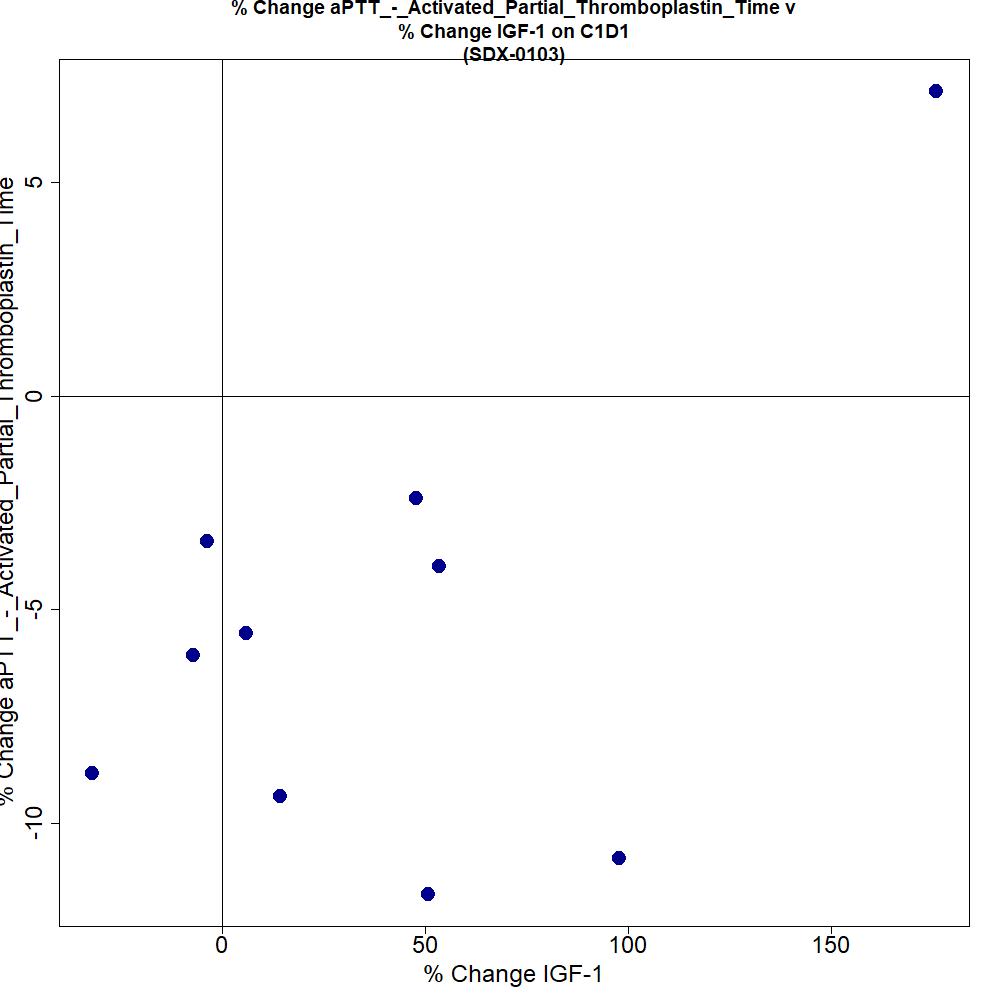 % Change aPTT_-_Activated_Partial_Thromboplastin_Time v
% Change IGF-1 on C1D1
(SDX-0103)
% Change aPTT_-_Activated_Partial_Thromboplastin_Time
5
0
-5
-10
0
50
100
150
% Change IGF-1